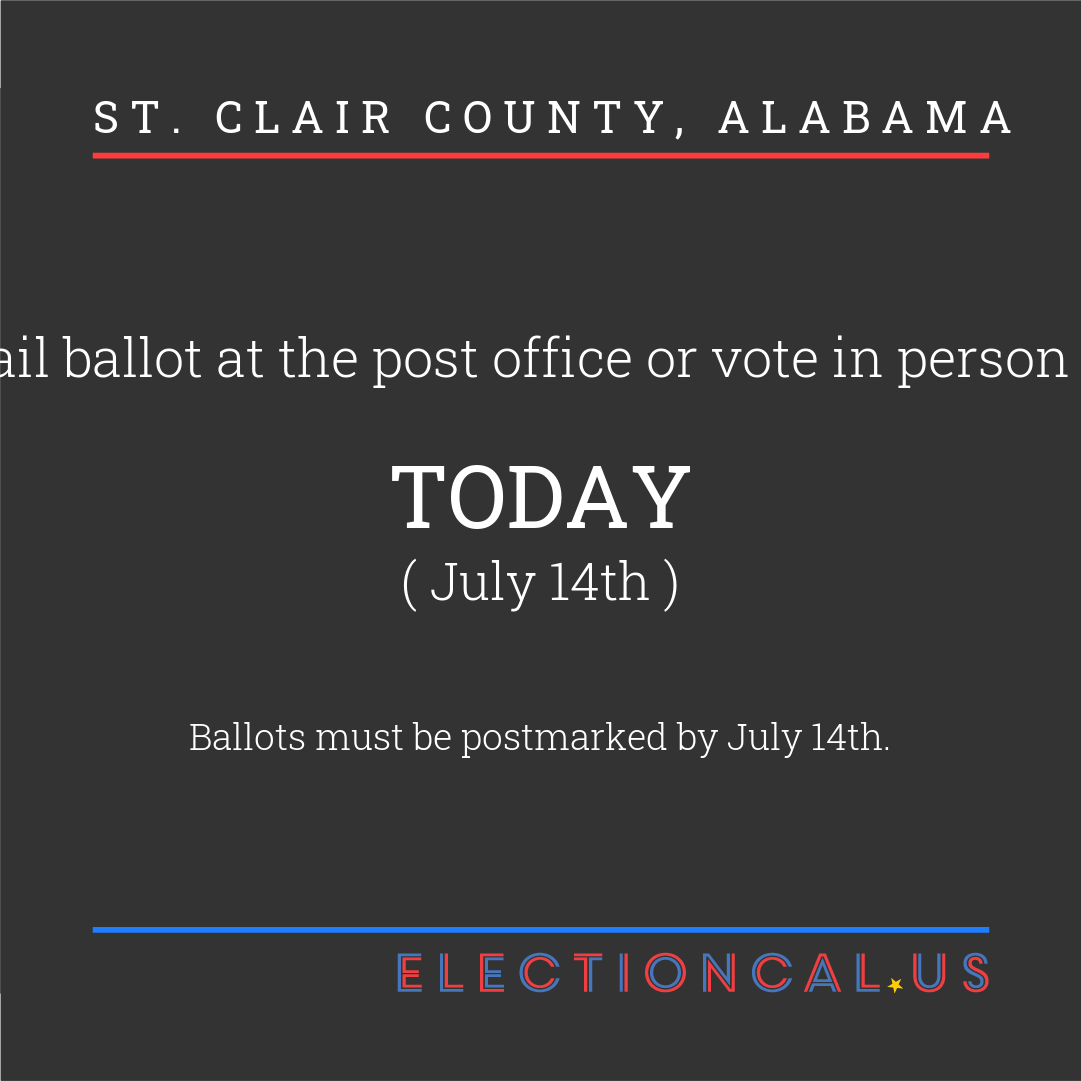 ST. CLAIR COUNTY, ALABAMA
ail ballot at the post office or vote in person
TODAY
( July 14th )
Ballots must be postmarked by July 14th.
ELECTIONCAL.US